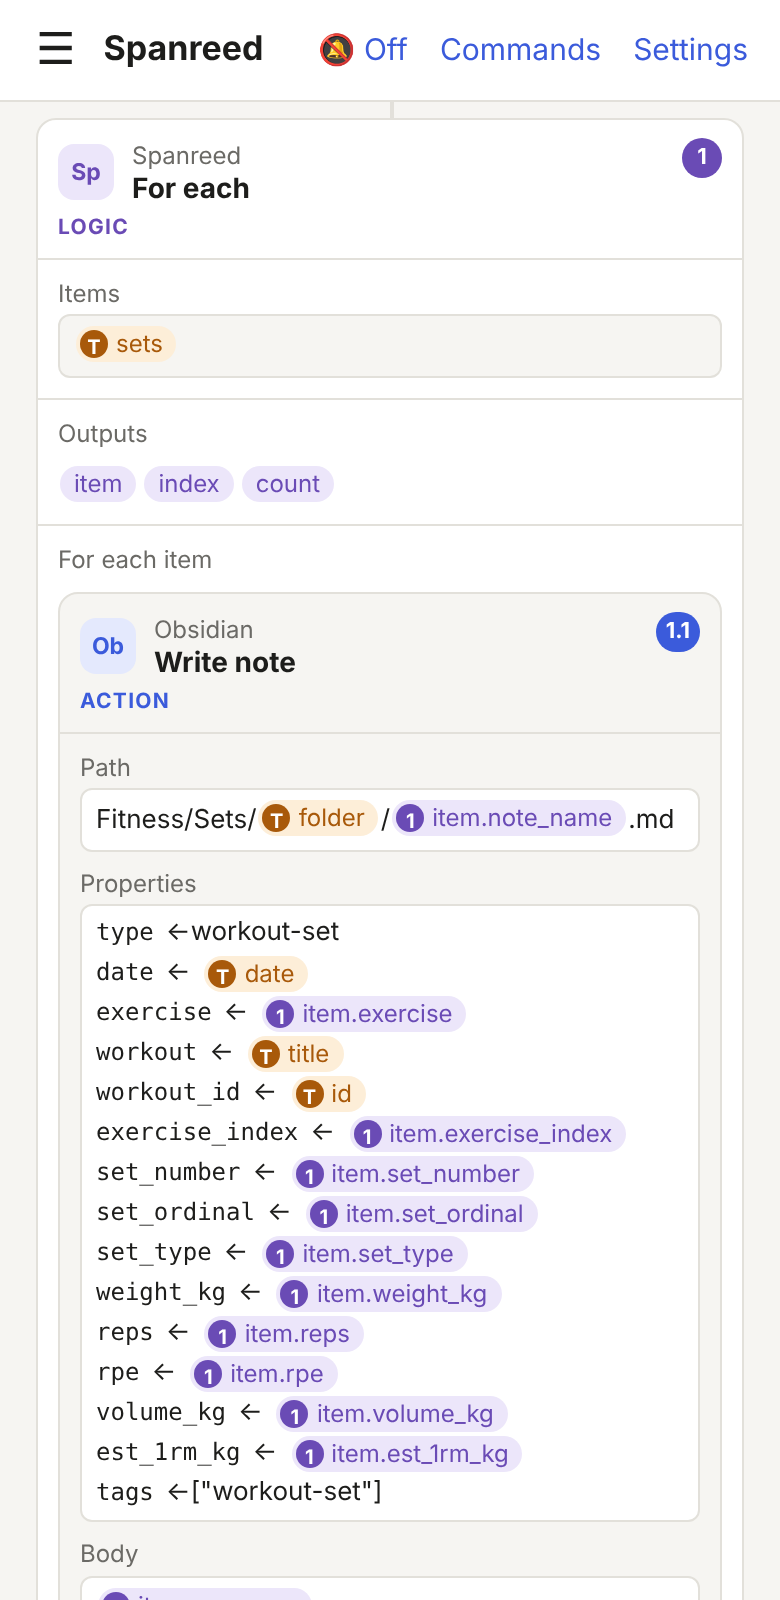 ☰ Spanreed 🔕 Off Commands Settings
Sp Spanreed 1
For each
LOGIC
Items
T sets
Outputs
item index count
For each item
Ob Obsidian 1.1
Write note
ACTION
Path
Fitness/Sets/ T folder / 1 item.note_name .md
Properties
type ←workout-set
date ← T date
exercise ← 1 item.exercise
workout ← T title
workout_id ← T id
exercise_index ← 1 item.exercise_index
set_number ← 1 item.set_number
set_ordinal ← 1 item.set_ordinal
set_type ← 1 item.set_type
weight_kg ← 1 item.weight_kg
reps ← 1 item.reps
rpe ← 1 item.rpe
volume_kg ← 1 item.volume_kg
est_1rm_kg ← 1 item.est_1rm_kg
tags ←["workout-set"]
Body